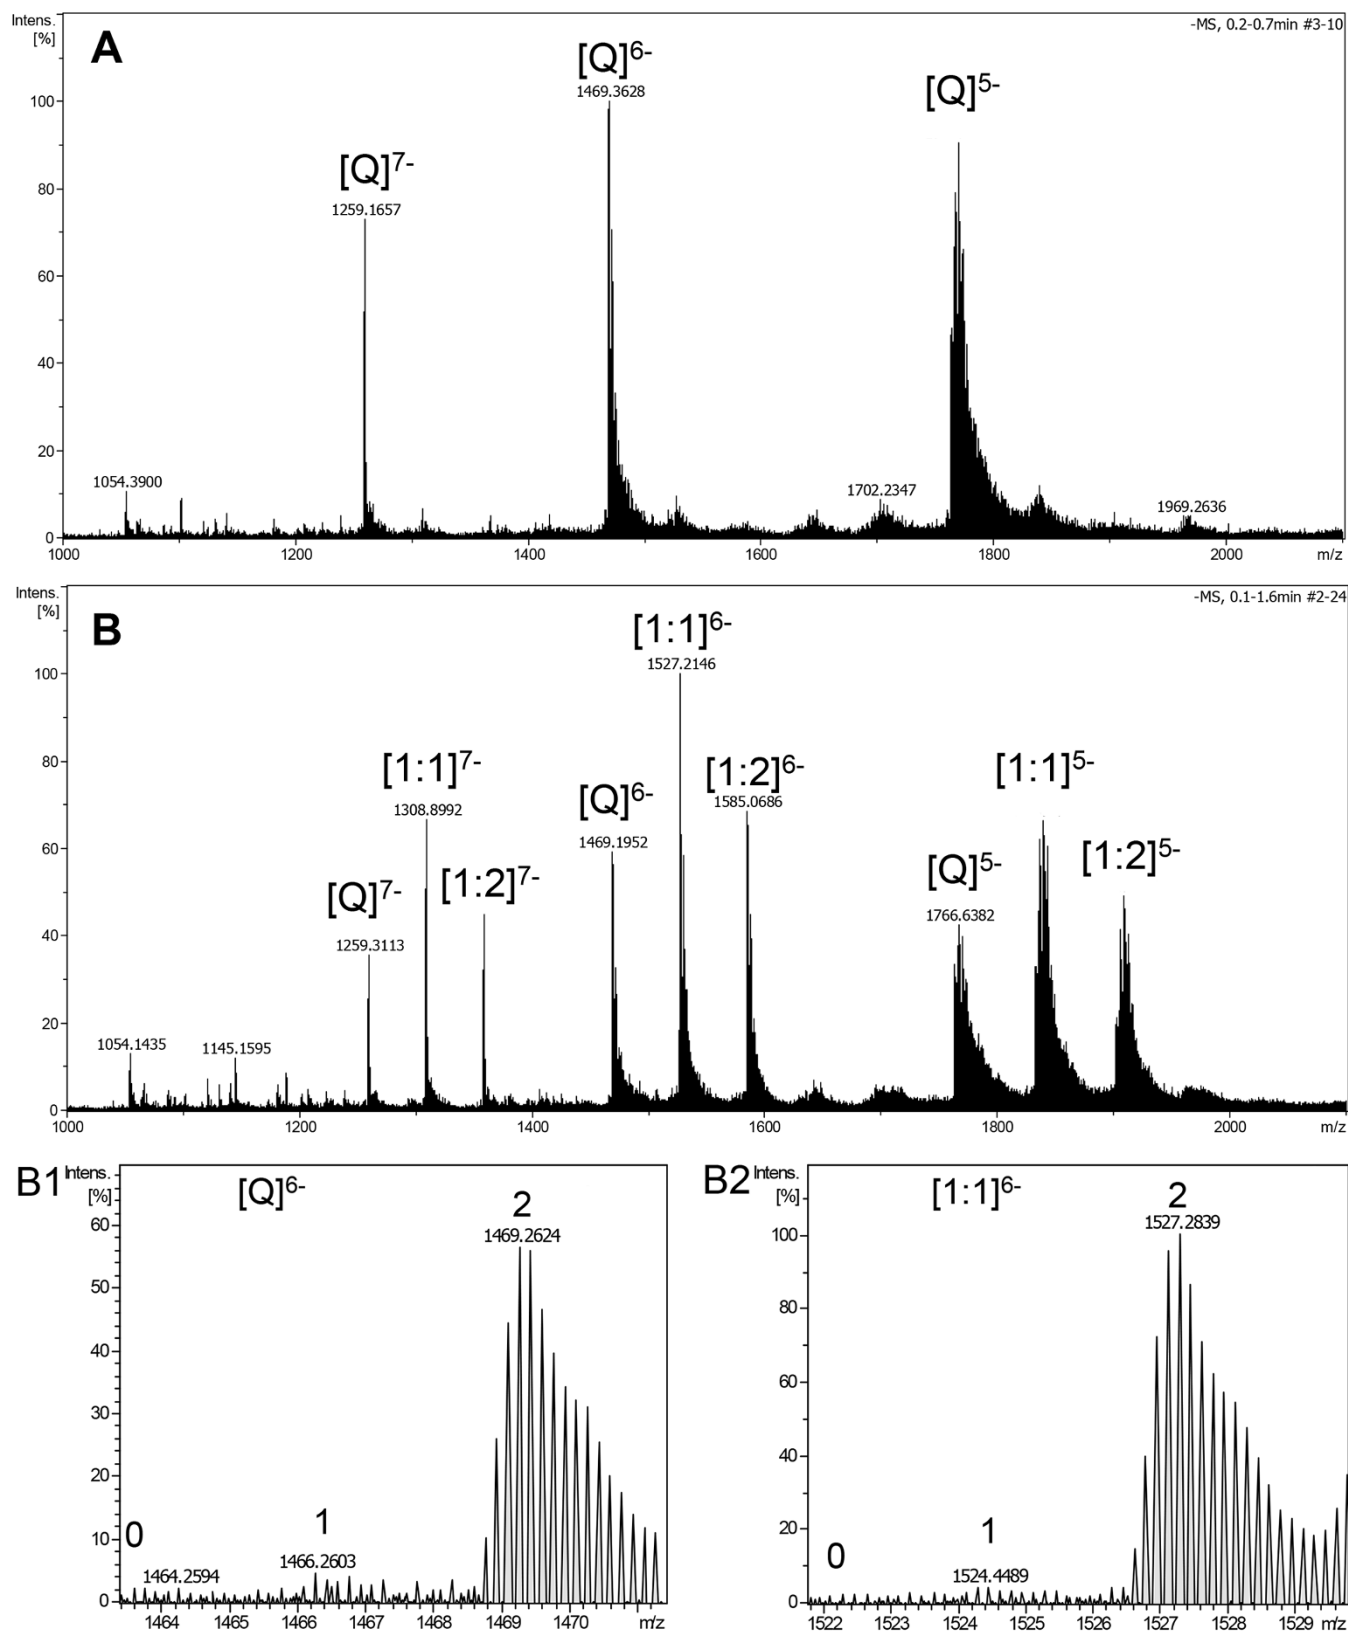 Intens.
[%]
A
-MS, 0.2-0.7min #3-10
[Q]6-
1469.3628
[Q]5-
[Q]7-
1259.1657
1054.3900
1702.2347
1969.2636
100
80
60
40
20
0
1000 1200 1400 1600 1800 2000 m/z
Intens.
[%]
B
-MS, 0.1-1.6min #2-24
[1:1]6-
1527.2146
[1:1]7-
1308.8992
[Q]6-
1469.1952
[1:2]6-
1585.0686
[1:1]5-
[Q]7-
1259.3113
[1:2]7-
[Q]5-
1766.6382
[1:2]5-
1054.1435
1145.1595
100
80
60
40
20
0
1000 1200 1400 1600 1800 2000 m/z
B1
Intens.
[%]
[Q]6-
2
1469.2624
1
1466.2603
0
1464.2594
60
50
40
30
20
10
0
1464 1465 1466 1467 1468 1469 1470 m/z
B2
Intens.
[%]
[1:1]6-
2
1527.2839
1
1524.4489
0
100
80
60
40
20
0
1522 1523 1524 1525 1526 1527 1528 1529 m/z